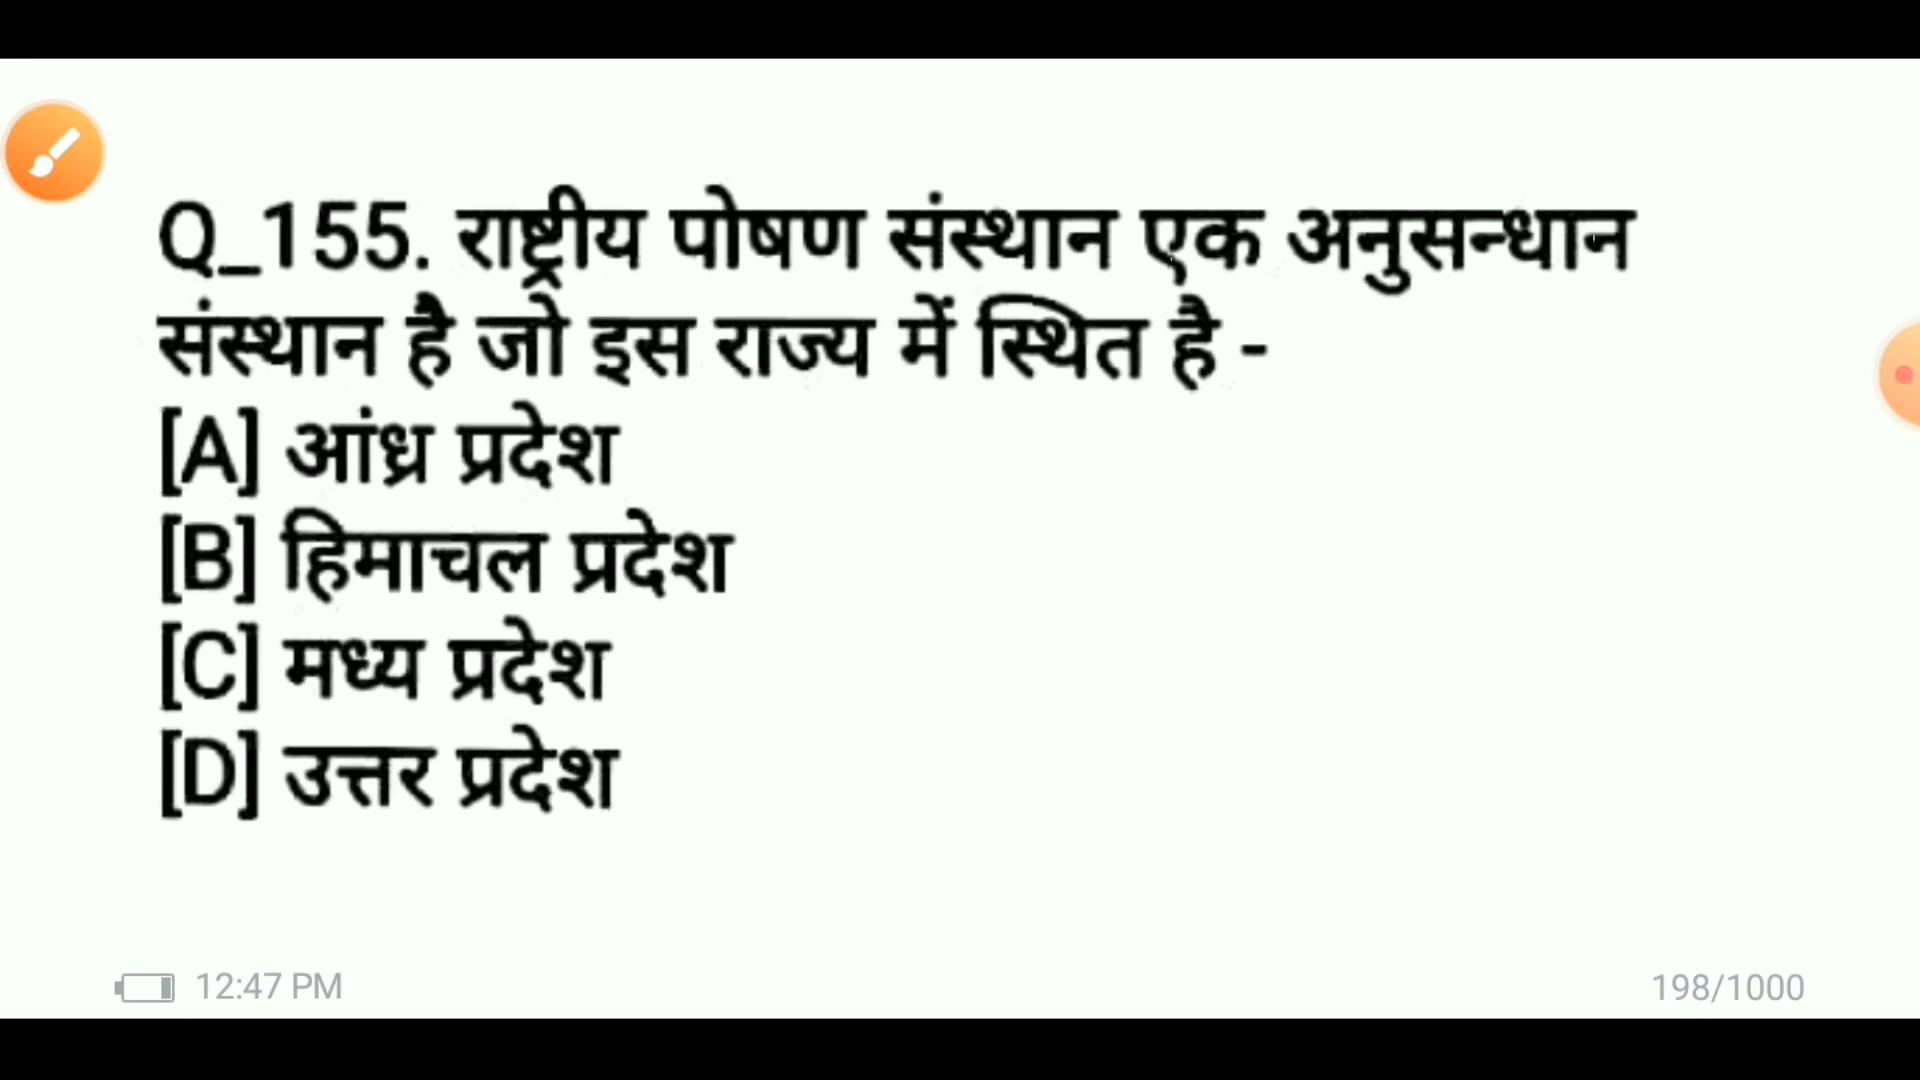 Q_155. राष्ट्रीय पोषण संस्थान एक अनुसन्धान
संस्थान है जो इस राज्य में स्थित है -
[A] आंध्र प्रदेश
[B] हिमाचल प्रदेश
[C] मध्य प्रदेश
[D] उत्तर प्रदेश
12:47 PM
198/1000